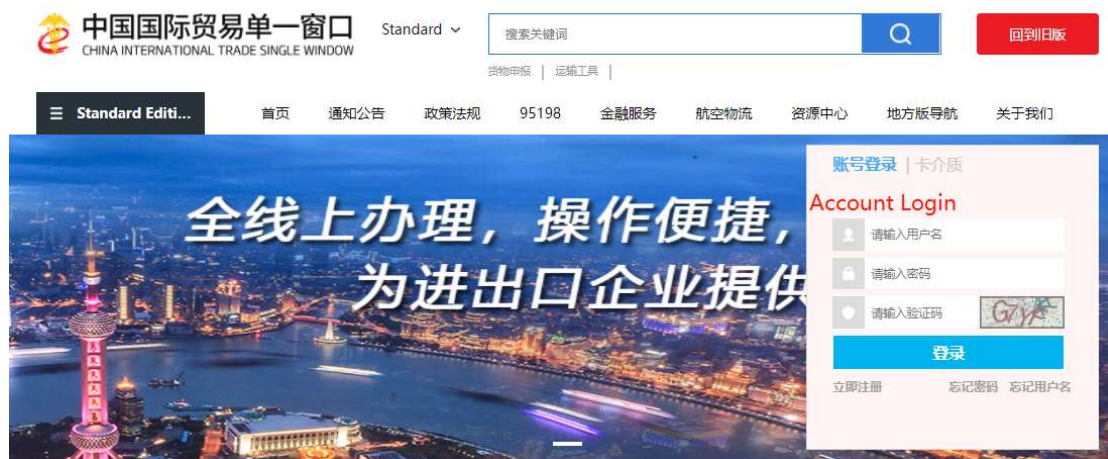 中国国际贸易单一窗口
CHINA INTERNATIONAL TRADE SINGLE WINDOW
Standard
搜索关键词
回到旧版
货物申报 | 运输工具 |
Standard Editi... 首页 通知公告 政策法规 95198 金融服务 航空物流 资源中心 地方版导航 关于我们
全线上办理，操作便捷，
为进出口企业提供
账号登录 | 卡介质
Account Login
请输入用户名
请输入密码
请输入验证码
登录
立即注册 忘记密码 忘记用户名